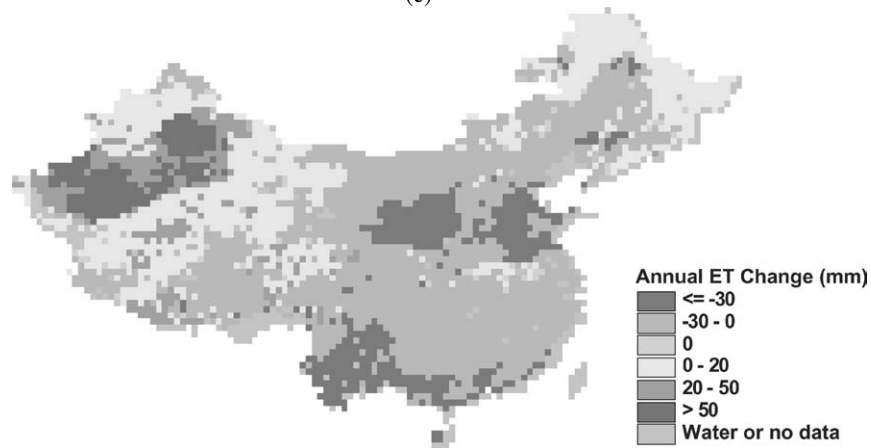 Annual ET Change (mm)
<= -30
-30 - 0
0
0 - 20
20 - 50
> 50
Water or no data